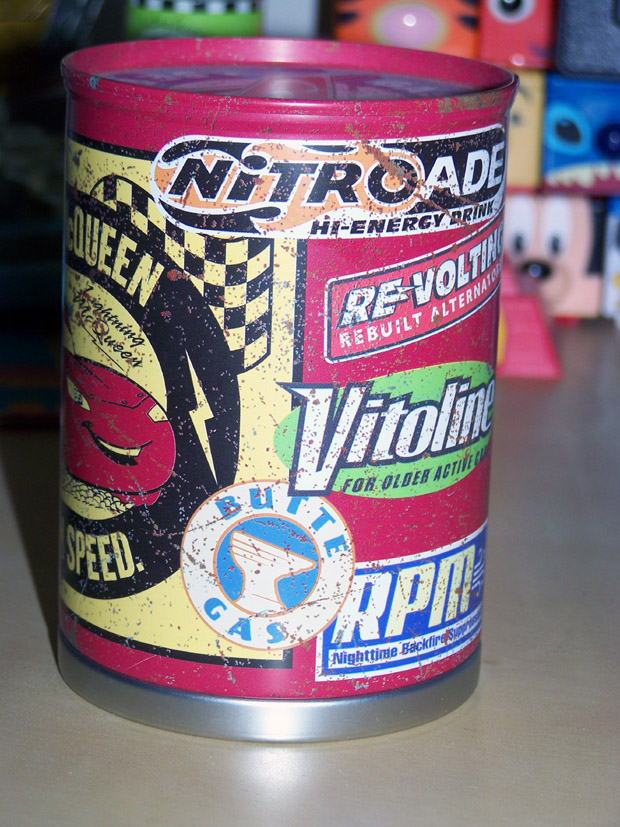 NiTROADE
Hi-ENERGY DRINK
QUEEN
Lightning
McQueen
SPEED.
RE-VOLTING
REBUILT ALTERNATO
Vitoline
FOR OLDER ACTIVE
BUTTE
GAS
RPM
Nighttime Backfire